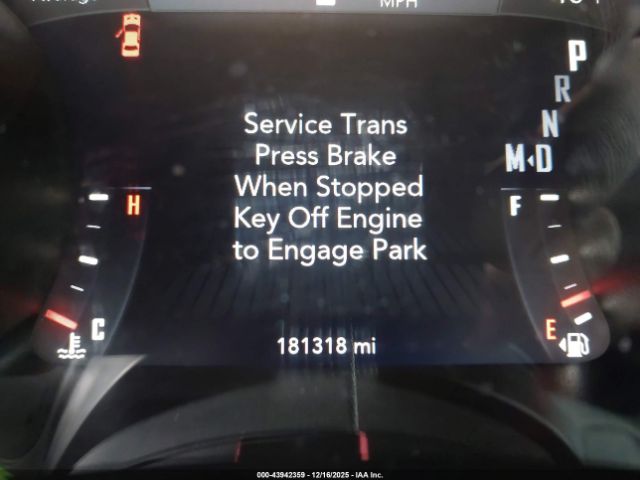 MPH
P
R
N
M D
Service Trans
Press Brake
When Stopped
Key Off Engine
to Engage Park
H
F
C
E
181318 mi
000-43942359 - 12/16/2025 - IAA Inc.